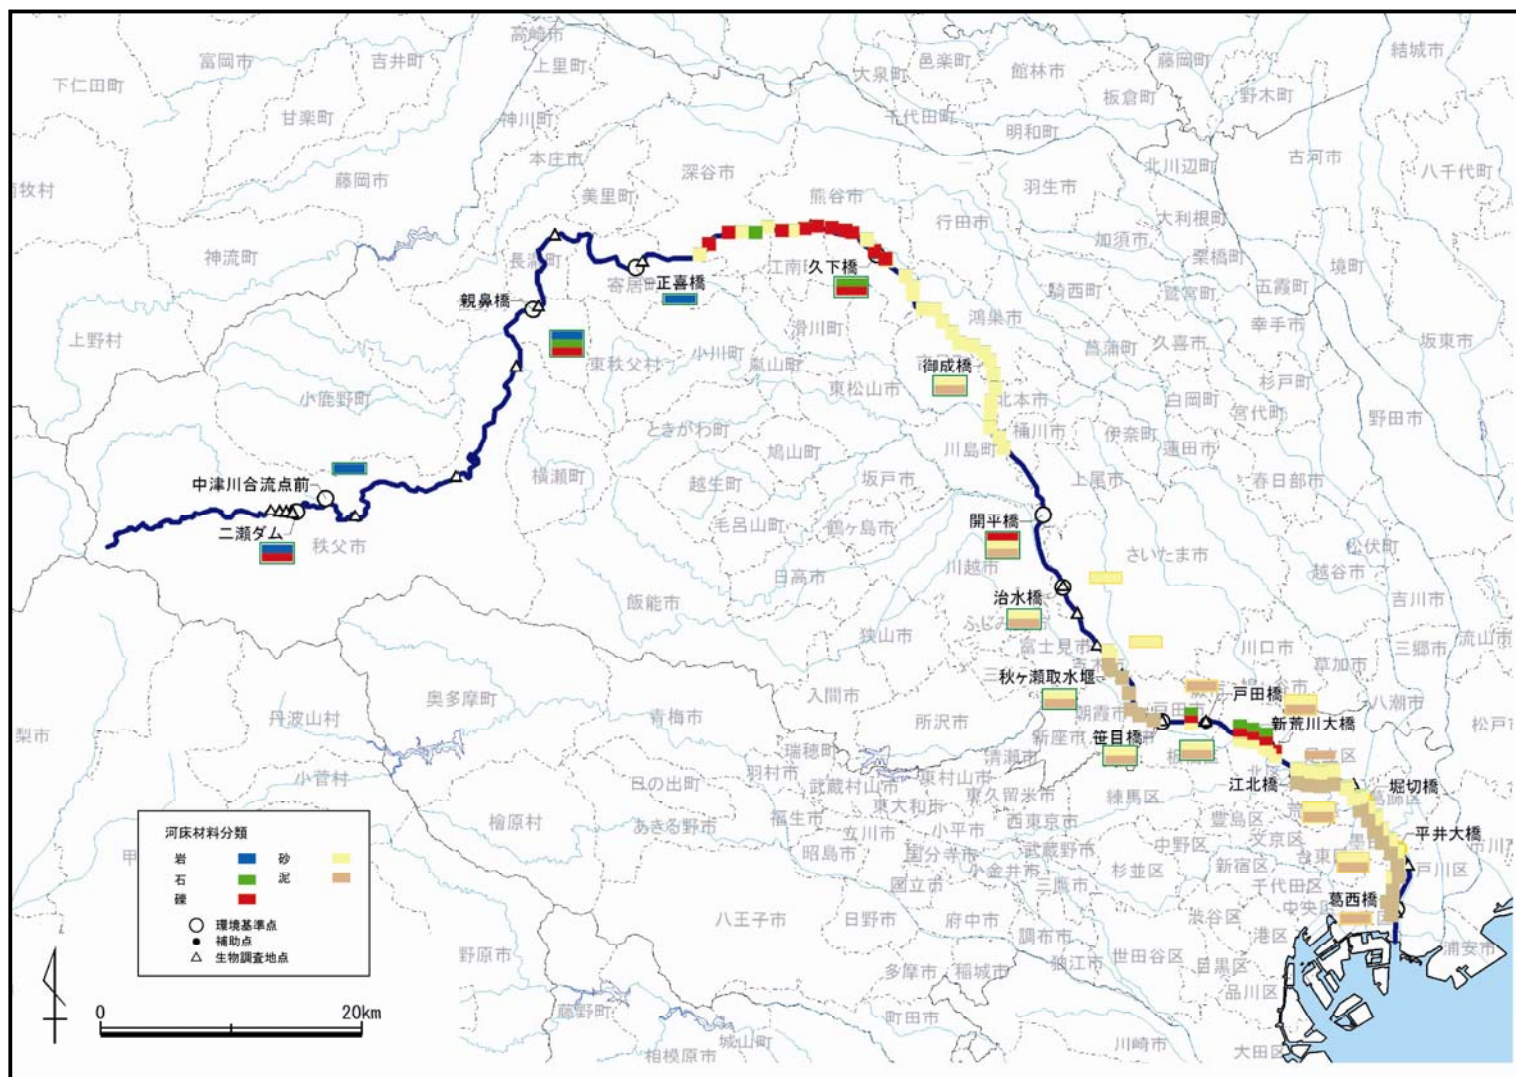 高崎市
結城市
富岡市
吉井町
上里町
大泉町
邑楽町
館林市
藤岡町
下仁田町
板倉町
野木町
甘楽町
神川町
千代田町
明和町
本庄市
北川辺町
古河市
藤岡市
深谷市
八千代町
美里町
熊谷市
羽生市
行田市
大利根町
加須市
神流町
栗橋町
境町
久下橋
正喜橋
騎西町
鷲宮町
五霞町
親鼻橋
鴻巣市
幸手市
上野村
滑川町
菖蒲町
久喜市
坂東市
東秩父村
小川町
嵐山町
御成橋
杉戸町
東松山市
小鹿野町
北本市
白岡町
宮代町
野田市
ときがわ町
桶川市
伊奈町
蓮田市
鳩山町
川島町
横瀬町
越生町
坂戸市
上尾市
春日部市
中津川合流点前
二瀬ダム
毛呂山町
鶴ヶ島市
開平橋
秩父市
さいたま市
松伏町
日高市
川越市
越谷市
飯能市
治水橋
吉川市
狭山市
富士見市
川口市
三郷市
流山市
草加市
秋ヶ瀬取水堰
奥多摩町
入間市
戸田橋
八潮市
丹波山村
青梅市
所沢市
朝霞市
戸田市
新荒川大橋
笹目橋
新座市
瑞穂町
清瀬市
小菅村
日の出町
羽村市
武蔵村山市
東村山市
江北橋
堀切橋
東久留米市
練馬区
東大和市
檜原村
あきる野市
福生市
豊島区
立川市
小平市
西東京市
文京区
平井大橋
河床材料分類
昭島市
国分寺市
武蔵野市
中野区
岩
砂
小金井市
杉並区
新宿区
石
泥
国立市
三鷹市
千代田区
葛西橋
礫
八王子市
日野市
府中市
渋谷区
環境基準点
調布市
港区
補助点
野原市
狛江市
世田谷区
目黒区
浦安市
生物調査地点
多摩市
稲城市
品川区
0
20km
藤野町
町田市
城山町
相模原市
川崎市
大田区